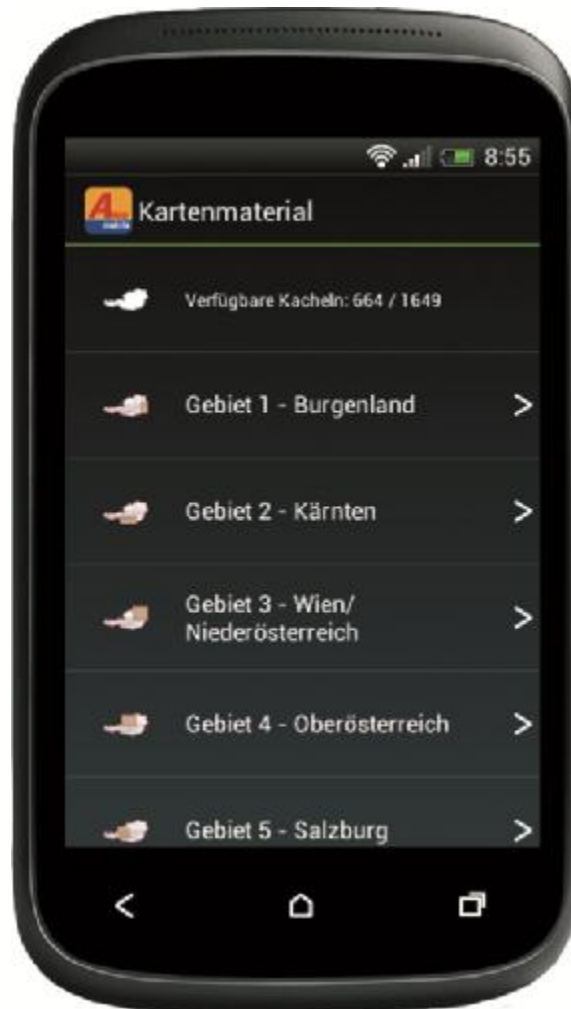 8:55
Kartenmaterial
Verfügbare Kacheln: 664 / 1649
Gebiet 1 - Burgenland
Gebiet 2 - Kärnten
Gebiet 3 - Wien/
Niederösterreich
Gebiet 4 - Oberösterreich
Gebiet 5 - Salzburg